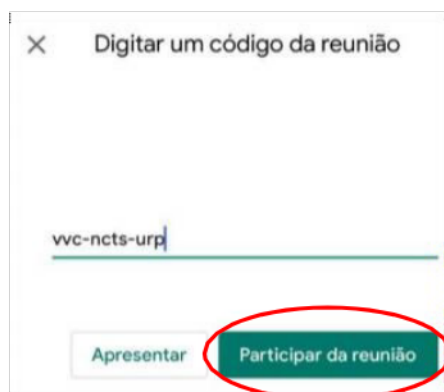 Digitar um código da reunião
vvc-ncts-urp
Apresentar Participar da reunião